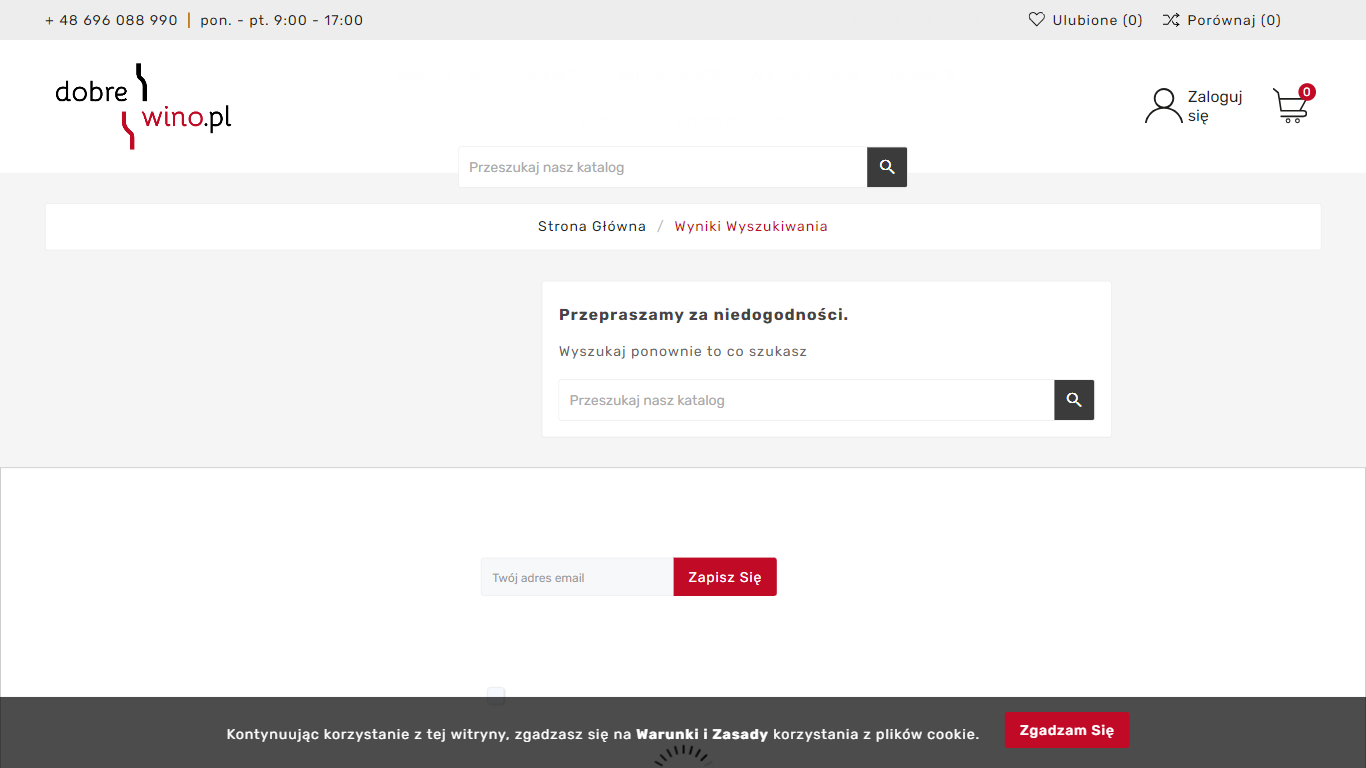 + 48 696 088 990 | pon. - pt. 9:00 - 17:00
Ulubione (0)
Porównaj (0)
dobre
wino.pl
Zaloguj
się
0
Przeszukaj nasz katalog
Strona Główna / Wyniki Wyszukiwania
Przepraszamy za niedogodności.
Wyszukaj ponownie to co szukasz
Przeszukaj nasz katalog
Twój adres email
Zapisz Się
Kontynuując korzystanie z tej witryny, zgadzasz się na Warunki i Zasady korzystania z plików cookie.
Zgadzam Się